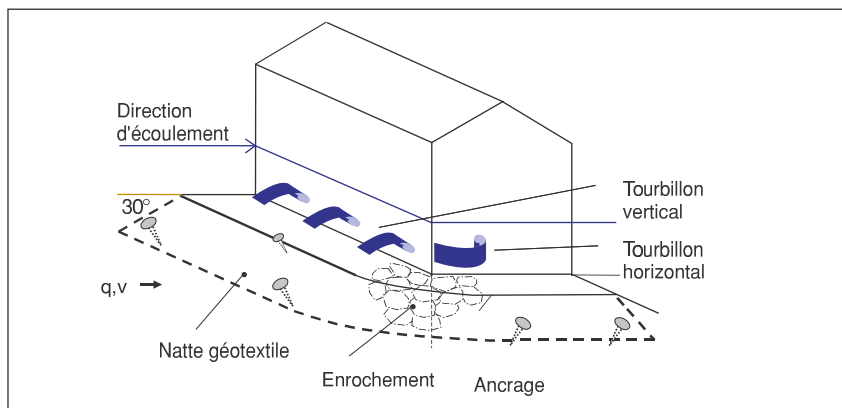 Direction
d'écoulement
30°
Tourbillon
vertical
Tourbillon
horizontal
q,v
Natte géotextile
Enrochement
Ancrage